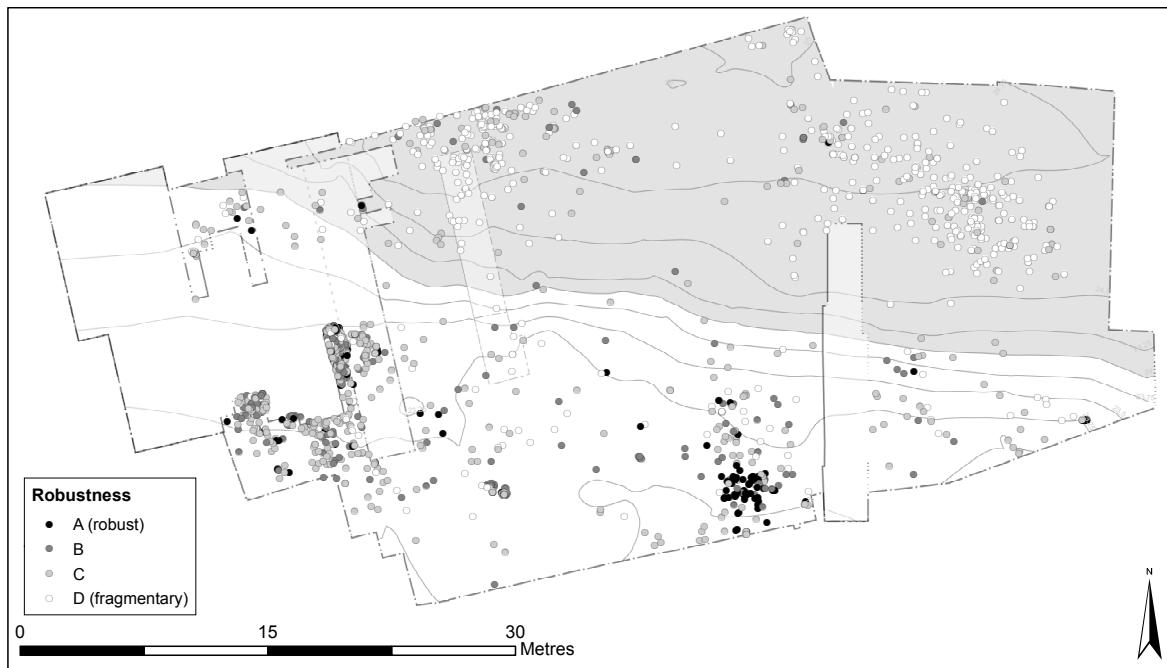 Robustness
A (robust)
B
C
D (fragmentary)
0 15 30
Metres
N